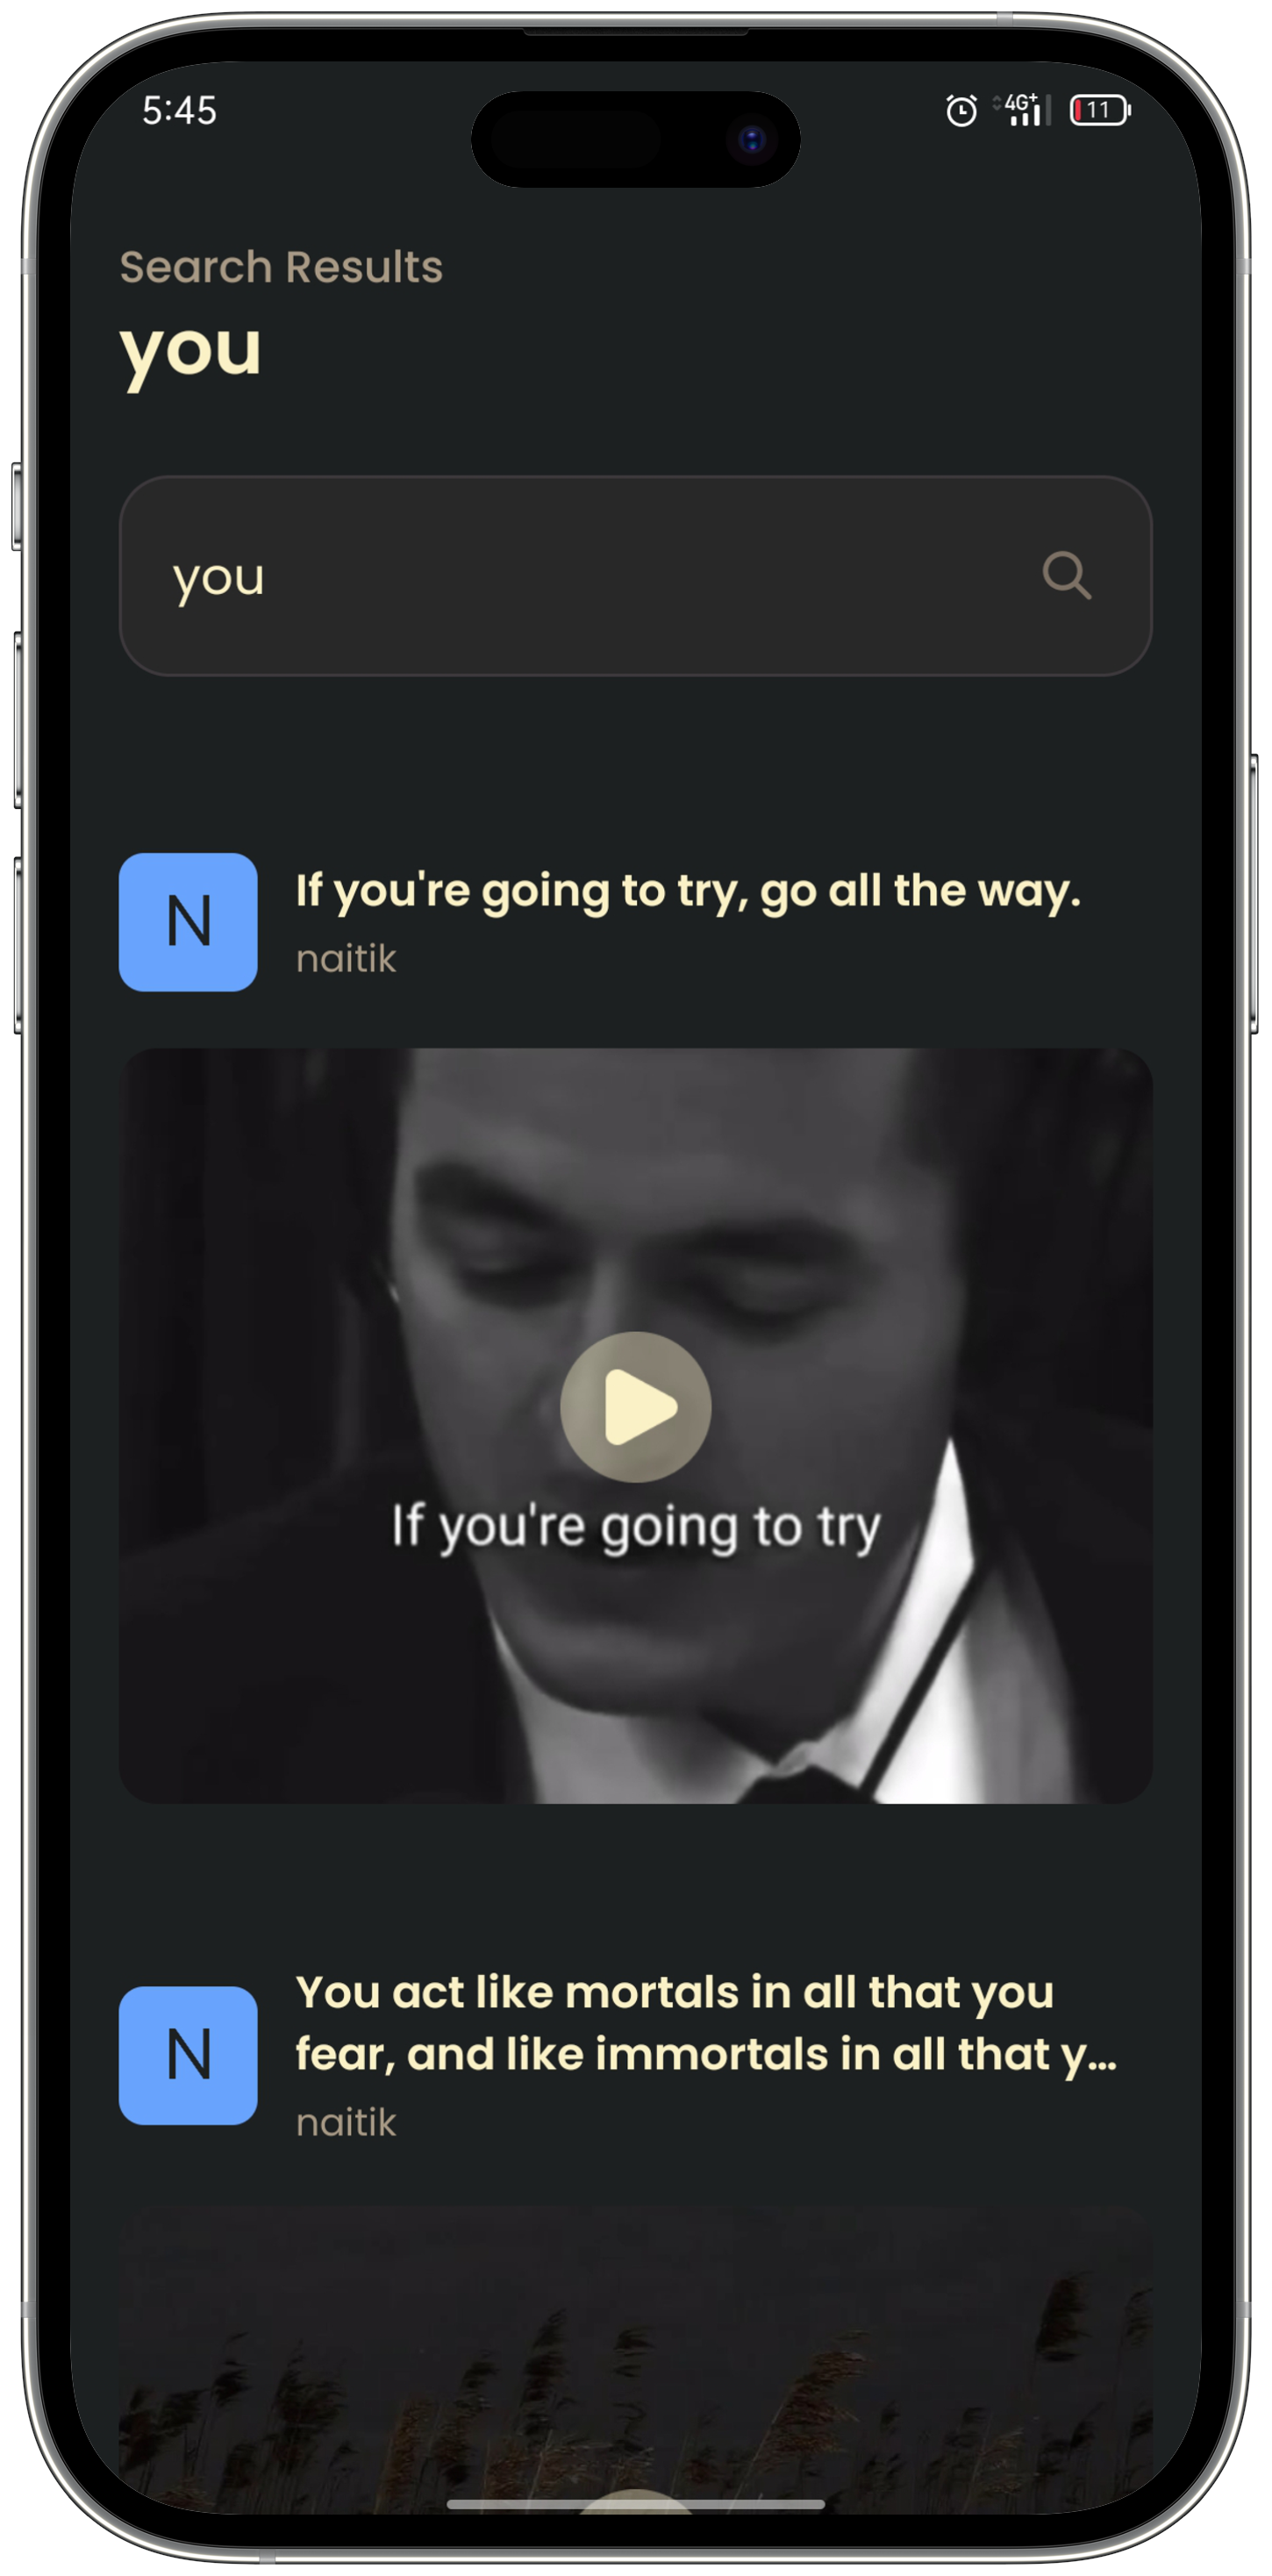 5:45
4G+
11
Search Results
you
you
N
If you're going to try, go all the way.
naitik
If you're going to try
N
You act like mortals in all that you
fear, and like immortals in all that y...
naitik